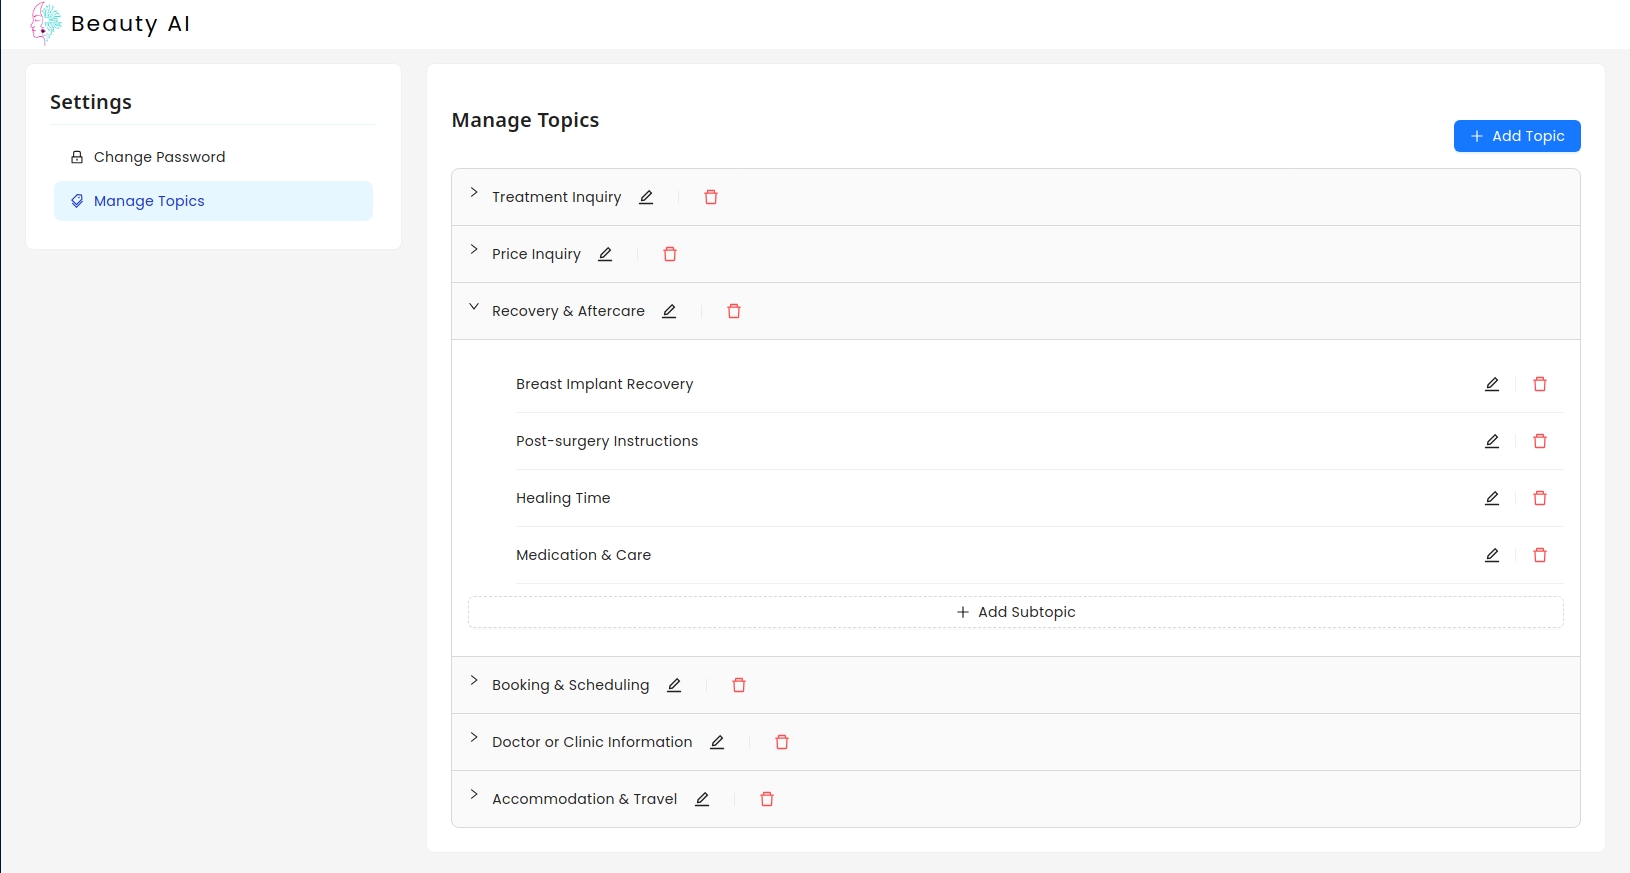 Beauty AI
Settings
Change Password
Manage Topics
Manage Topics
Add Topic
Treatment Inquiry
Price Inquiry
Recovery & Aftercare
Breast Implant Recovery
Post-surgery Instructions
Healing Time
Medication & Care
Add Subtopic
Booking & Scheduling
Doctor or Clinic Information
Accommodation & Travel